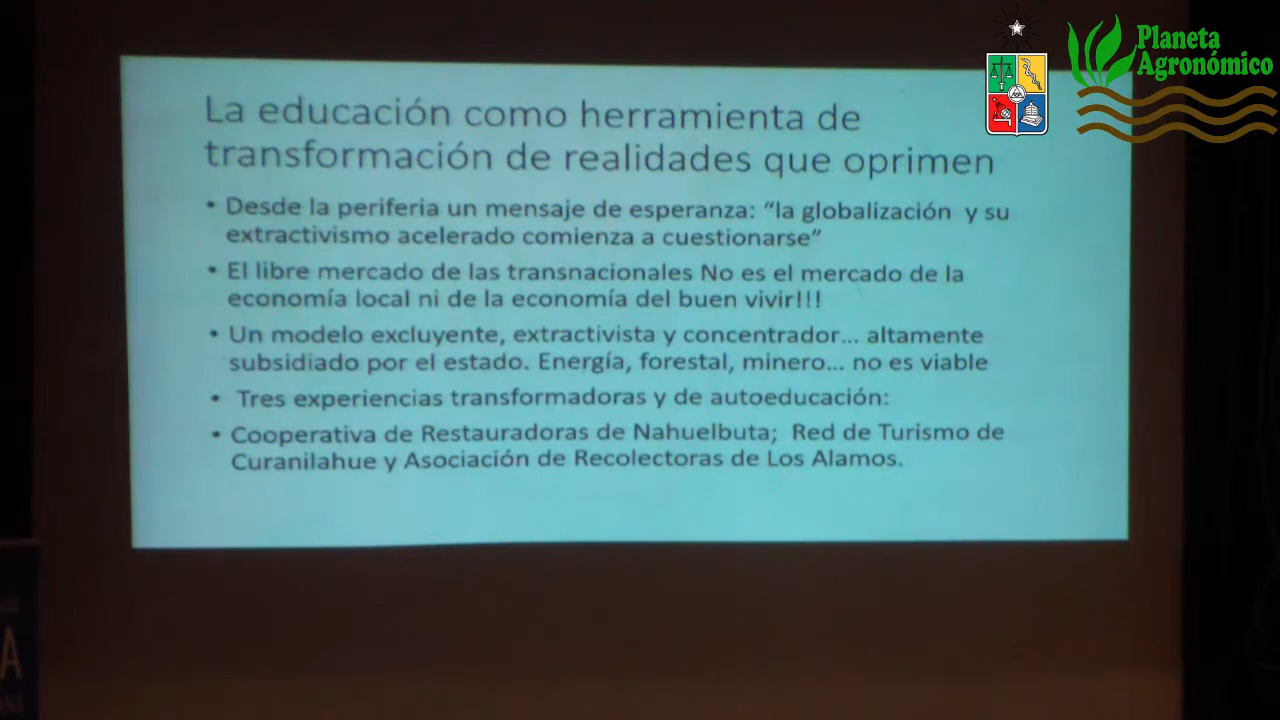 Planeta
Agronómico
La educación como herramienta de
transformación de realidades que oprimen
• Desde la periferia un mensaje de esperanza: “la globalización y su
extractivismo acelerado comienza a cuestionarse”
• El libre mercado de las transnacionales No es el mercado de la
economía local ni de la economía del buen vivir!!!
• Un modelo excluyente, extractivista y concentrador... altamente
subsidiado por el estado. Energía, forestal, minero... no es viable
• Tres experiencias transformadoras y de autoeducación:
• Cooperativa de Restauradoras de Nahuelbuta; Red de Turismo de
Curanilahue y Asociación de Recolectoras de Los Alamos.